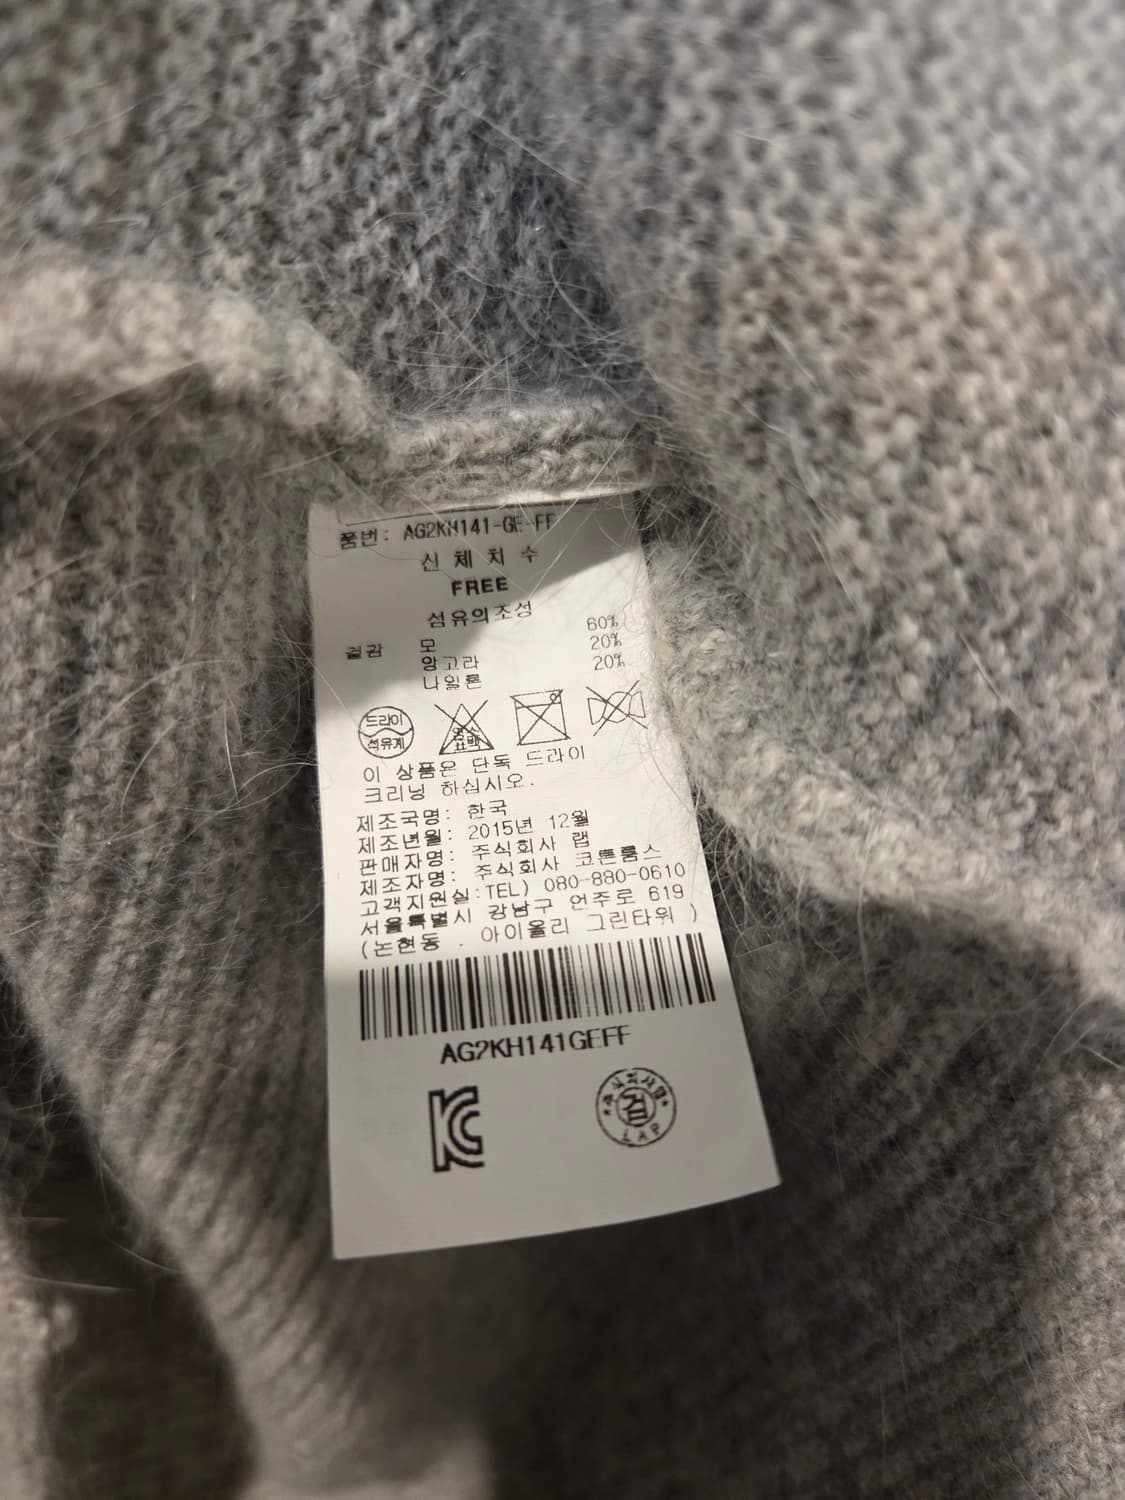 품번: AG2KH141-GE-FF
신체치수
FREE
섬유의조성
겉감 모 60%
앙고라 20%
나일론 20%
드라이
석유계
염소
표백
이 상품은 단독 드라이
크리닝 하십시오.
제조국명: 한국
제조년월: 2015년 12월
판매자명: 주식회사 랩
제조자명: 주식회사 코튼룸스
고객지원실:TEL) 080-880-0610
서울특별시 강남구 언주로 619
(논현동 . 아이올리 그린타워 )
AG2KH141GEFF
KC
검
LAP